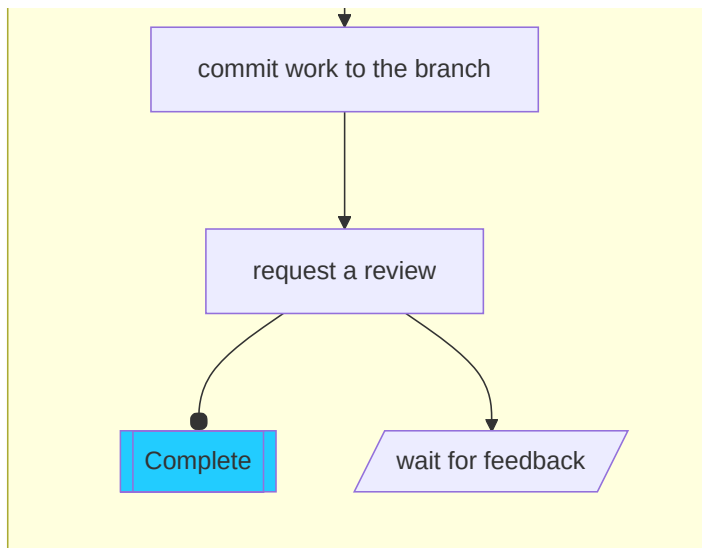 commit work to the branch
request a review
Complete
wait for feedback